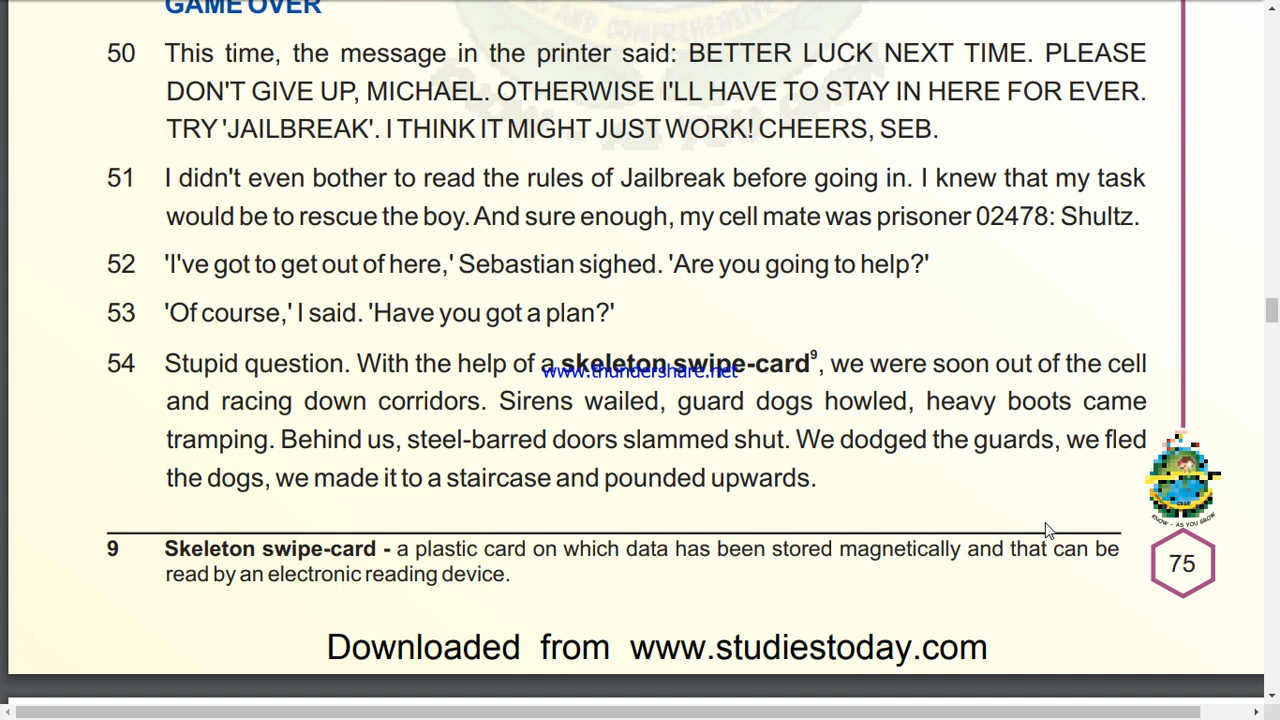 GAME OVER
50 This time, the message in the printer said: BETTER LUCK NEXT TIME. PLEASE
DON'T GIVE UP, MICHAEL. OTHERWISE I'LL HAVE TO STAY IN HERE FOR EVER.
TRY 'JAILBREAK'. I THINK IT MIGHT JUST WORK! CHEERS, SEB.
51 I didn't even bother to read the rules of Jailbreak before going in. I knew that my task
would be to rescue the boy. And sure enough, my cell mate was prisoner 02478: Shultz.
52 'I've got to get out of here,' Sebastian sighed. 'Are you going to help?'
53 'Of course,' I said. 'Have you got a plan?'
54 Stupid question. With the help of a skeleton swipe-card⁹, we were soon out of the cell
www.thundershare.net
and racing down corridors. Sirens wailed, guard dogs howled, heavy boots came
tramping. Behind us, steel-barred doors slammed shut. We dodged the guards, we fled
the dogs, we made it to a staircase and pounded upwards.
KNOW - AS YOU GROW
9 Skeleton swipe-card - a plastic card on which data has been stored magnetically and that can be
read by an electronic reading device.
75
Downloaded from www.studiestoday.com